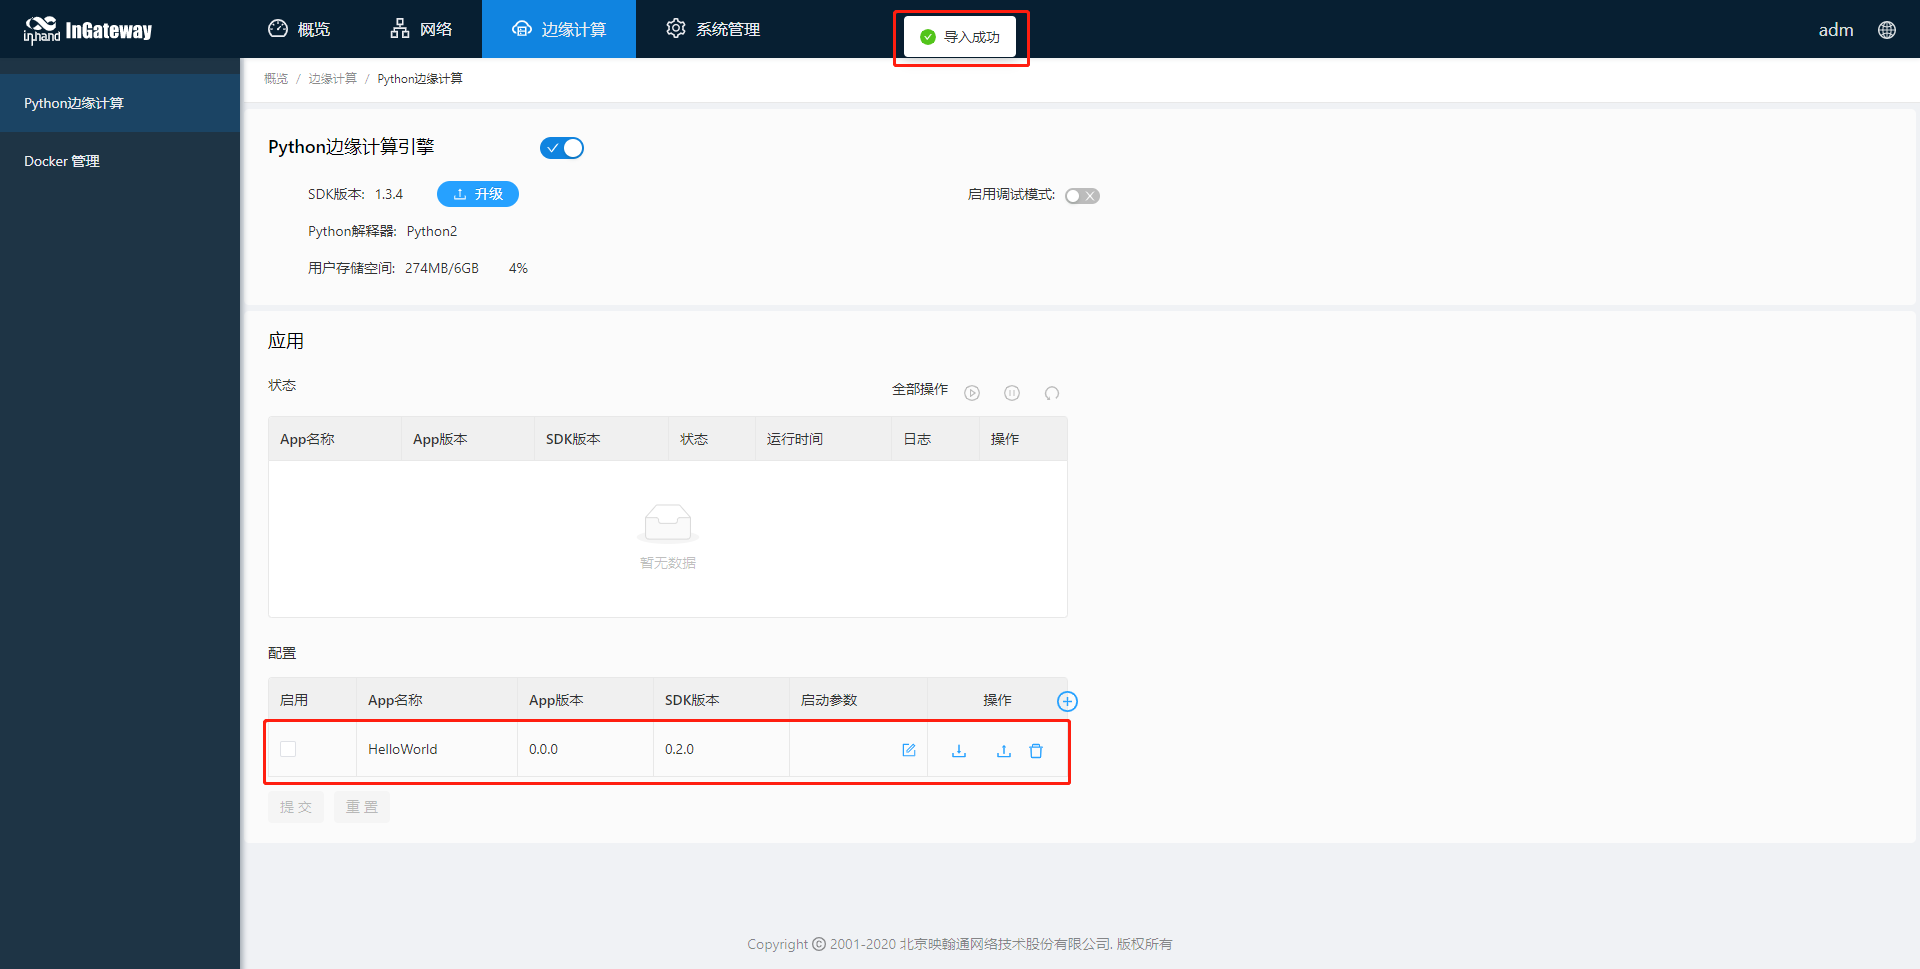 inhand InGateway
概览
网络
边缘计算
系统管理
导入成功
adm
Python边缘计算
Docker 管理
概览 / 边缘计算 / Python边缘计算
Python边缘计算引擎
SDK版本: 1.3.4
升级
启用调试模式:
Python解释器: Python2
用户存储空间: 274MB/6GB 4%
应用
状态
全部操作
App名称 App版本 SDK版本 状态 运行时间 日志 操作
暂无数据
配置
启用 App名称 App版本 SDK版本 启动参数 操作
HelloWorld 0.0.0 0.2.0
提 交 重 置
Copyright © 2001-2020 北京映翰通网络技术股份有限公司. 版权所有